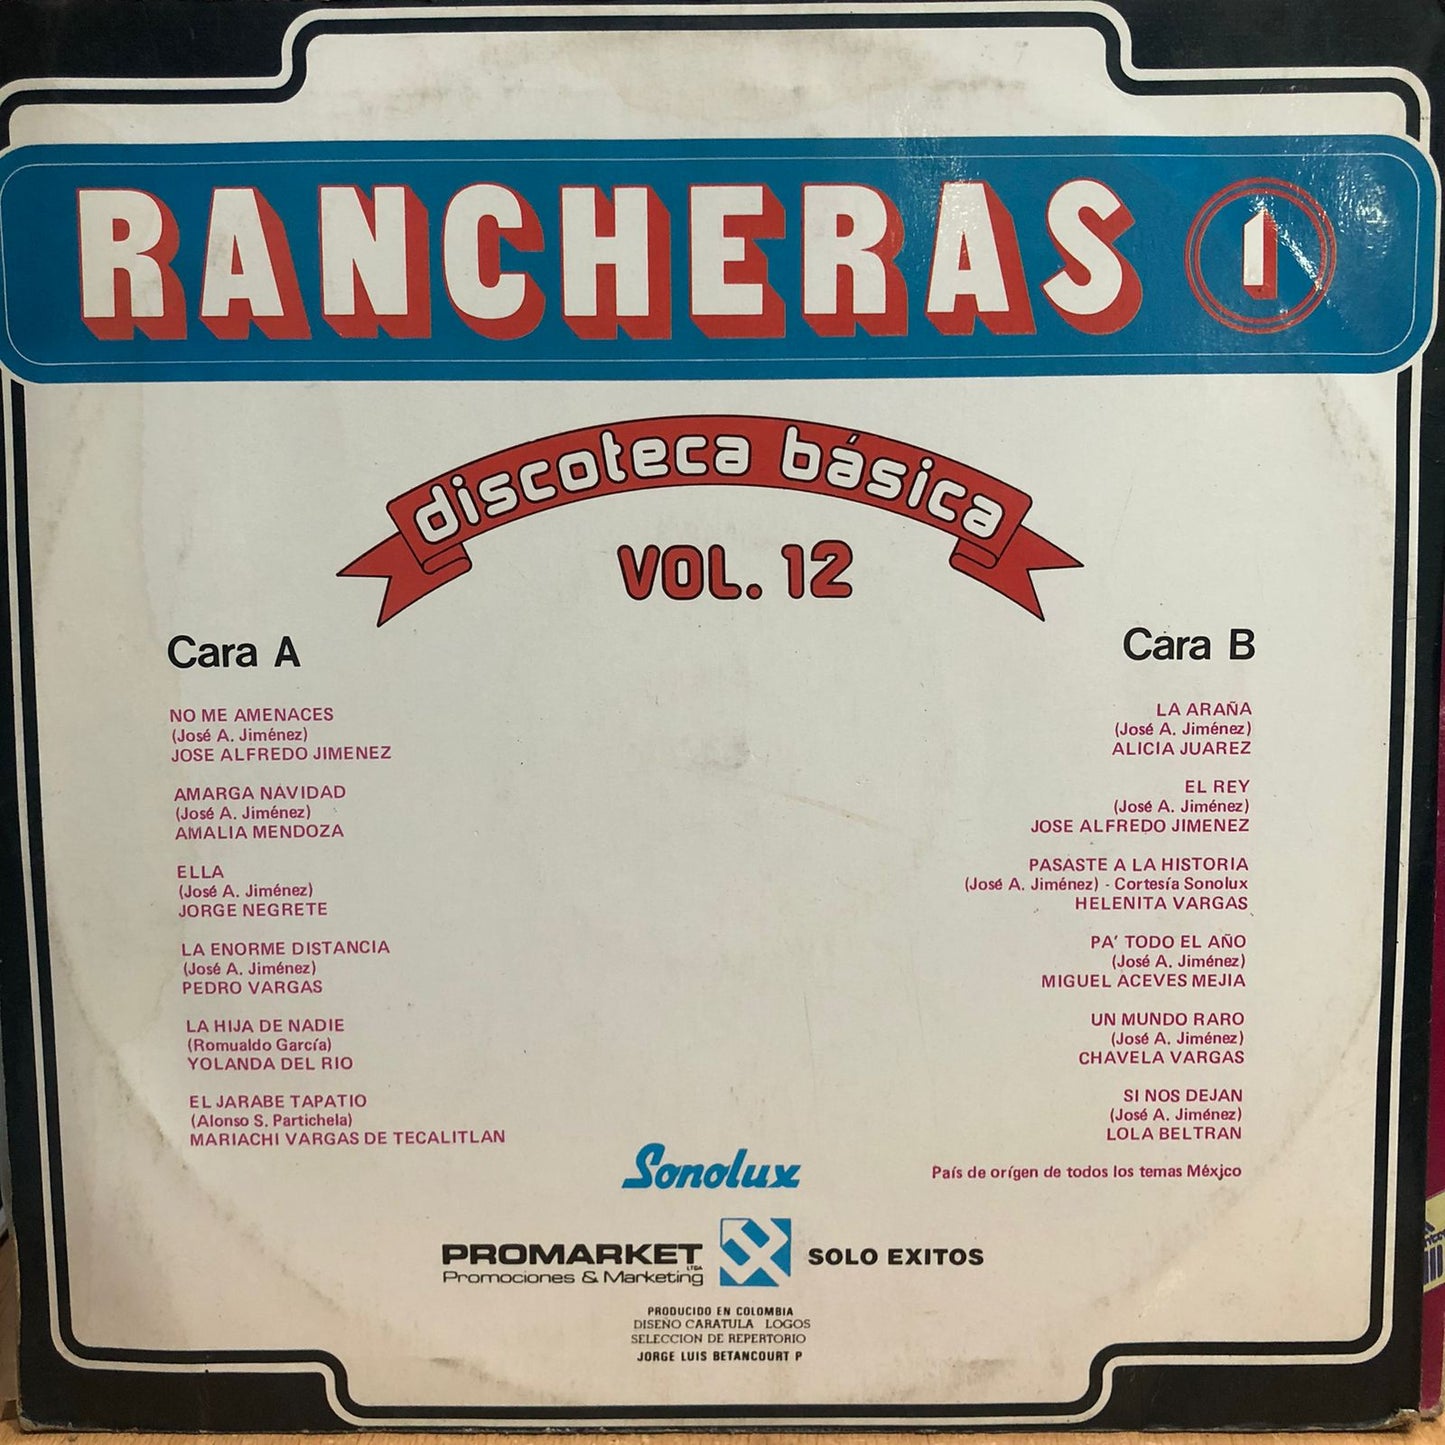 RANCHERAS 1
discoteca básica
VOL. 12
Cara A
NO ME AMENACES
(José A. Jiménez)
JOSE ALFREDO JIMENEZ
AMARGA NAVIDAD
(José A. Jiménez)
AMALIA MENDOZA
ELLA
(José A. Jiménez)
JORGE NEGRETE
LA ENORME DISTANCIA
(José A. Jiménez)
PEDRO VARGAS
LA HIJA DE NADIE
(Romualdo García)
YOLANDA DEL RIO
EL JARABE TAPATIO
(Alonso S. Partichela)
MARIACHI VARGAS DE TECALITLAN
Cara B
LA ARAÑA
(José A. Jiménez)
ALICIA JUAREZ
EL REY
(José A. Jiménez)
JOSE ALFREDO JIMENEZ
PASASTE A LA HISTORIA
(José A. Jiménez) - Cortesía Sonolux
HELENITA VARGAS
PA' TODO EL AÑO
(José A. Jiménez)
MIGUEL ACEVES MEJIA
UN MUNDO RARO
(José A. Jiménez)
CHAVELA VARGAS
SI NOS DEJAN
(José A. Jiménez)
LOLA BELTRAN
País de orígen de todos los temas México
Sonolux
PROMARKET LTDA
Promociones & Marketing
SOLO EXITOS
PRODUCIDO EN COLOMBIA
DISEÑO CARATULA LOGOS
SELECCION DE REPERTORIO
JORGE LUIS BETANCOURT P